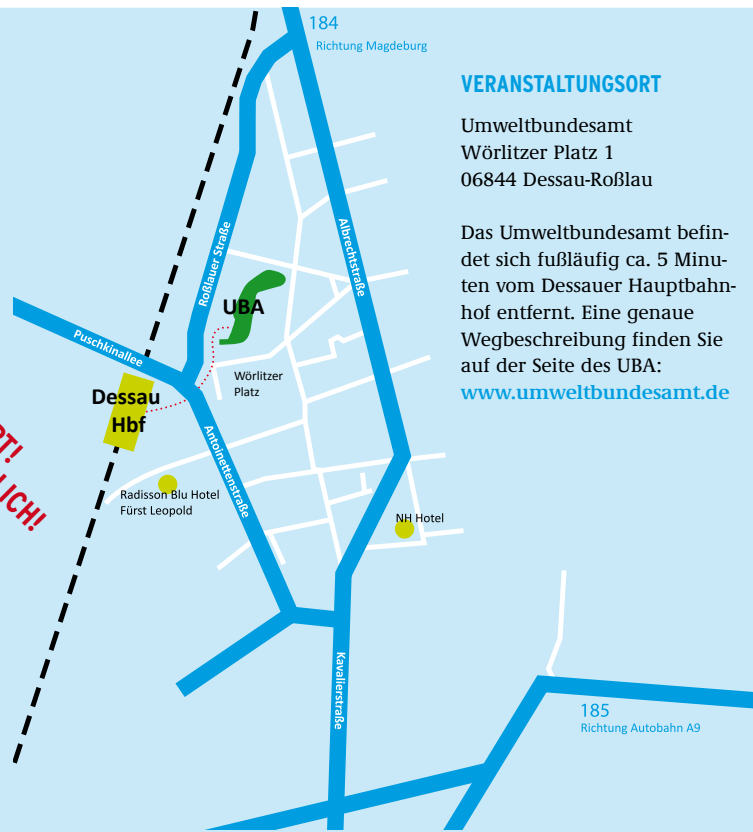 184
Richtung Magdeburg
VERANSTALTUNGSORT
Umweltbundesamt
Wörlitzer Platz 1
06844 Dessau-Roßlau
Das Umweltbundesamt befin-
det sich fußläufig ca. 5 Minu-
ten vom Dessauer Hauptbahn-
hof entfernt. Eine genaue
Wegbeschreibung finden Sie
auf der Seite des UBA:
www.umweltbundesamt.de
Roßlauer Straße
Albrechtstraße
UBA
Puschkinallee
Wörlitzer
Platz
Dessau
Hbf
Antoinettenstraße
Radisson Blu Hotel
Fürst Leopold
NH Hotel
Kavalierstraße
185
Richtung Autobahn A9